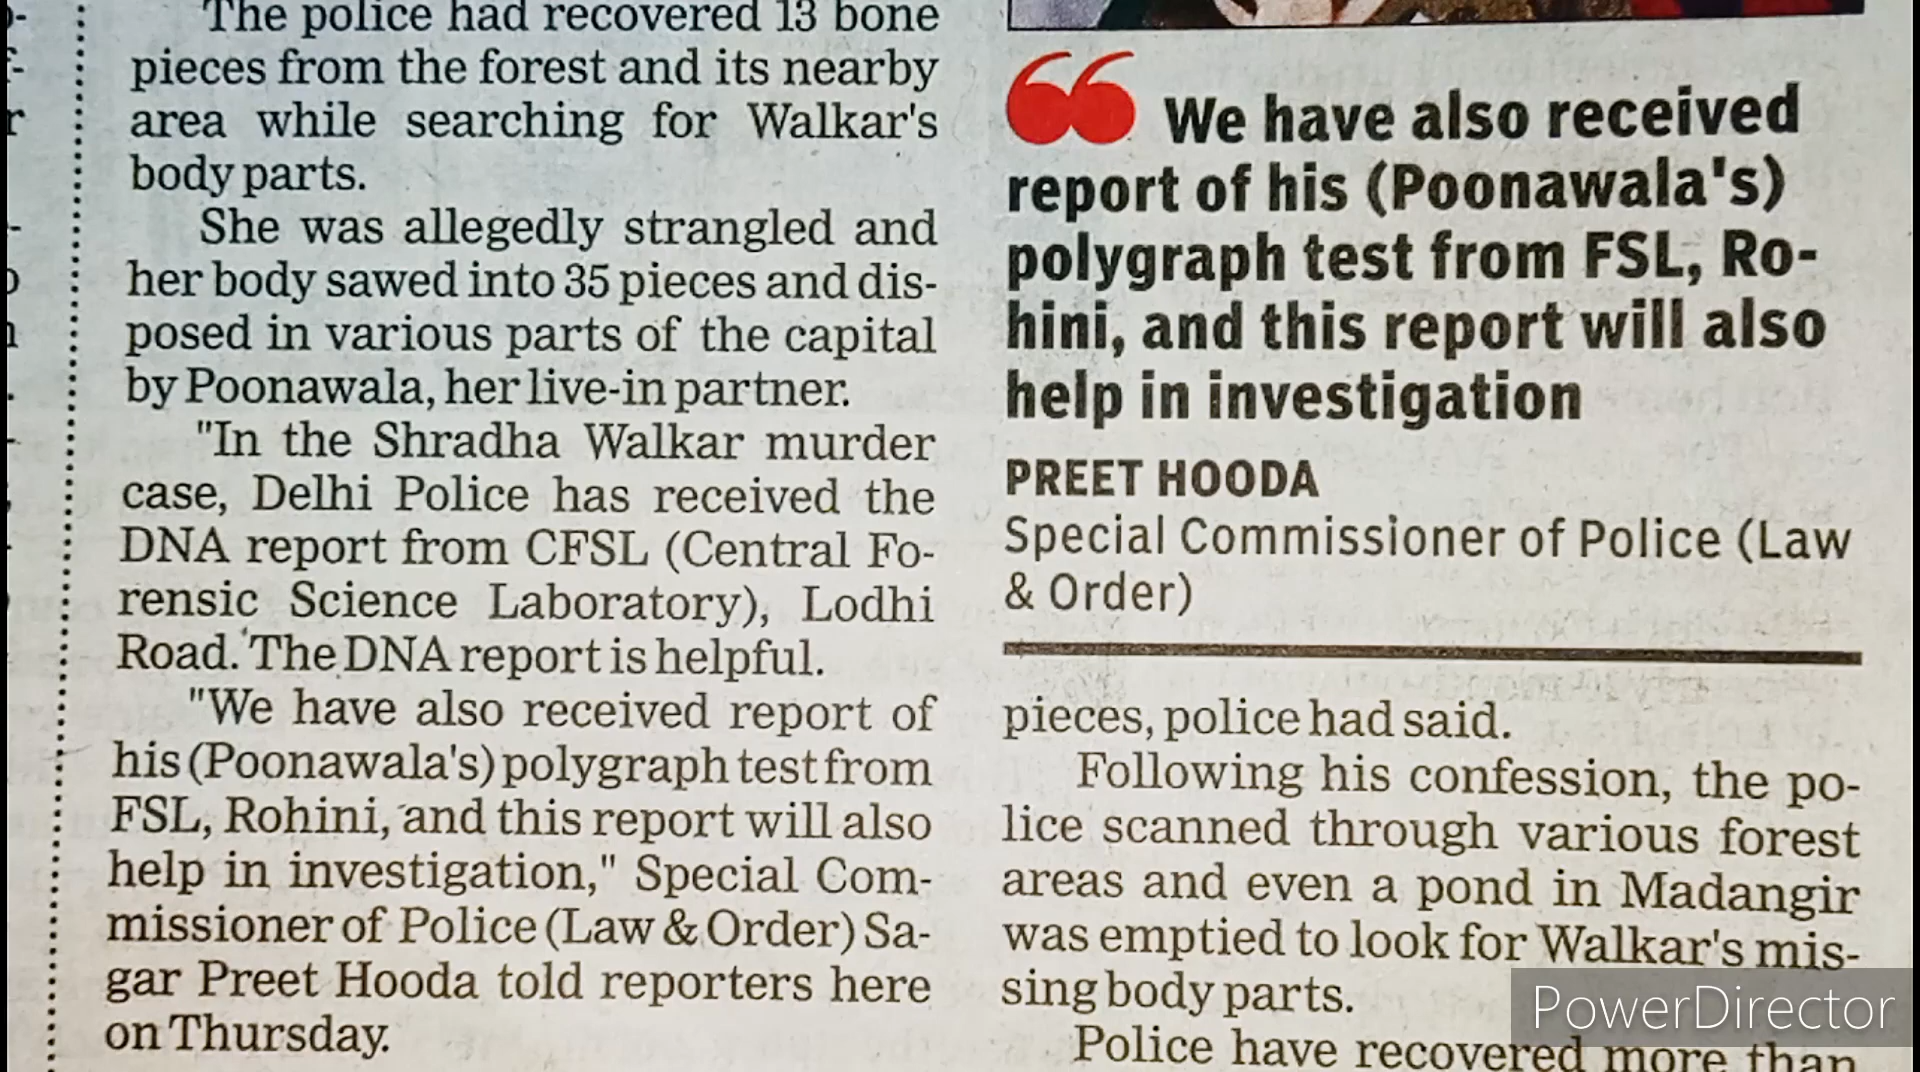 The police had recovered 13 bone
pieces from the forest and its nearby
area while searching for Walkar's
body parts.
She was allegedly strangled and
her body sawed into 35 pieces and dis-
posed in various parts of the capital
by Poonawala, her live-in partner.
"In the Shradha Walkar murder
case, Delhi Police has received the
DNA report from CFSL (Central Fo-
rensic Science Laboratory), Lodhi
Road. The DNA report is helpful.
"We have also received report of
his (Poonawala's) polygraph test from
FSL, Rohini, and this report will also
help in investigation," Special Com-
missioner of Police (Law & Order) Sa-
gar Preet Hooda told reporters here
on Thursday.
“We have also received
report of his (Poonawala's)
polygraph test from FSL, Ro-
hini, and this report will also
help in investigation
PREET HOODA
Special Commissioner of Police (Law
& Order)
pieces, police had said.
Following his confession, the po-
lice scanned through various forest
areas and even a pond in Madangir
was emptied to look for Walkar's mis-
sing body parts.
Police have recovered more than
PowerDirector